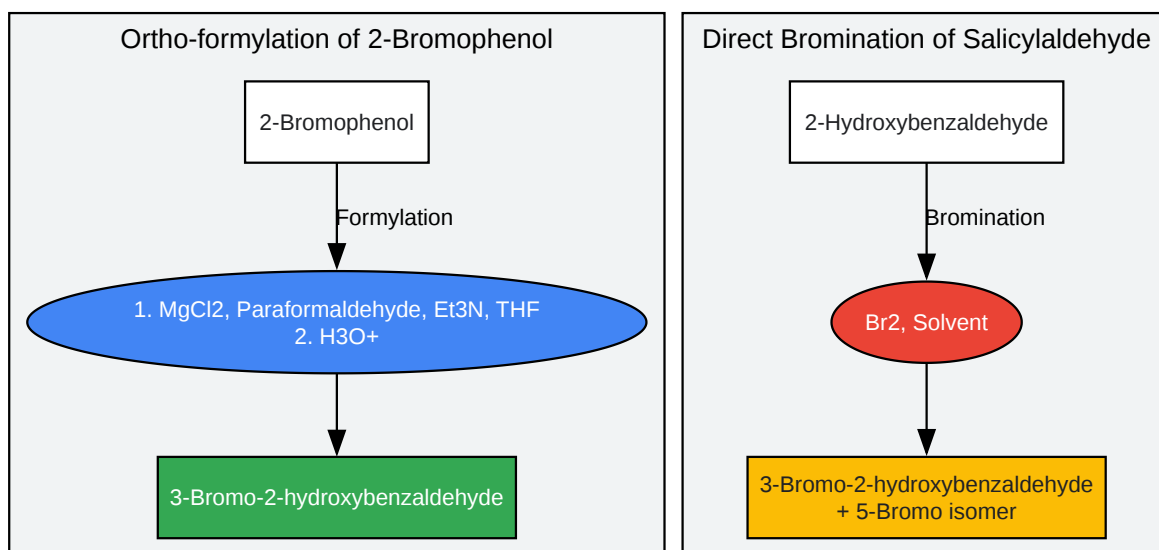 Ortho-formylation of 2-Bromophenol
2-Bromophenol
Formylation
1. MgCl2, Paraformaldehyde, Et3N, THF
2. H3O+
3-Bromo-2-hydroxybenzaldehyde
Direct Bromination of Salicylaldehyde
2-Hydroxybenzaldehyde
Bromination
Br2, Solvent
3-Bromo-2-hydroxybenzaldehyde
+ 5-Bromo isomer